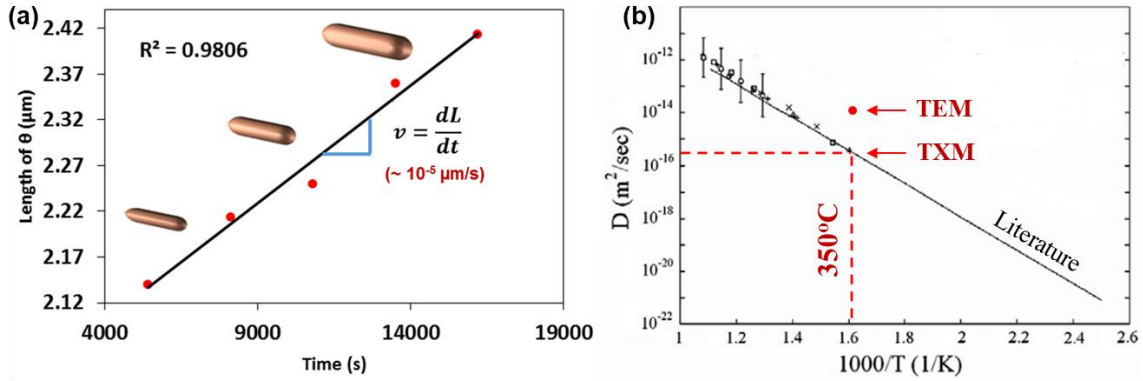 (a)
2.42
2.37
2.32
2.27
2.22
2.17
2.12
Length of θ (μm)
R² = 0.9806
v = dL/dt
(~ 10⁻⁵ μm/s)
4000 9000 14000 19000
Time (s)
(b)
10⁻¹²
10⁻¹⁴
10⁻¹⁶
10⁻¹⁸
10⁻²⁰
10⁻²²
D (m²/sec)
TEM
TXM
350°C
Literature
1 1.2 1.4 1.6 1.8 2 2.2 2.4 2.6
1000/T (1/K)